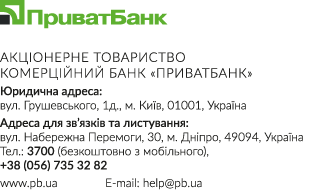 ПриватБанк
АКЦІОНЕРНЕ ТОВАРИСТВО
КОМЕРЦІЙНИЙ БАНК «ПРИВАТБАНК»
Юридична адреса:
вул. Грушевського, 1д., м. Київ, 01001, Україна
Адреса для зв'язків та листування:
вул. Набережна Перемоги, 30, м. Дніпро, 49094, Україна
Тел.: 3700 (безкоштовно з мобільного),
+38 (056) 735 32 82
www.pb.ua E-mail: help@pb.ua